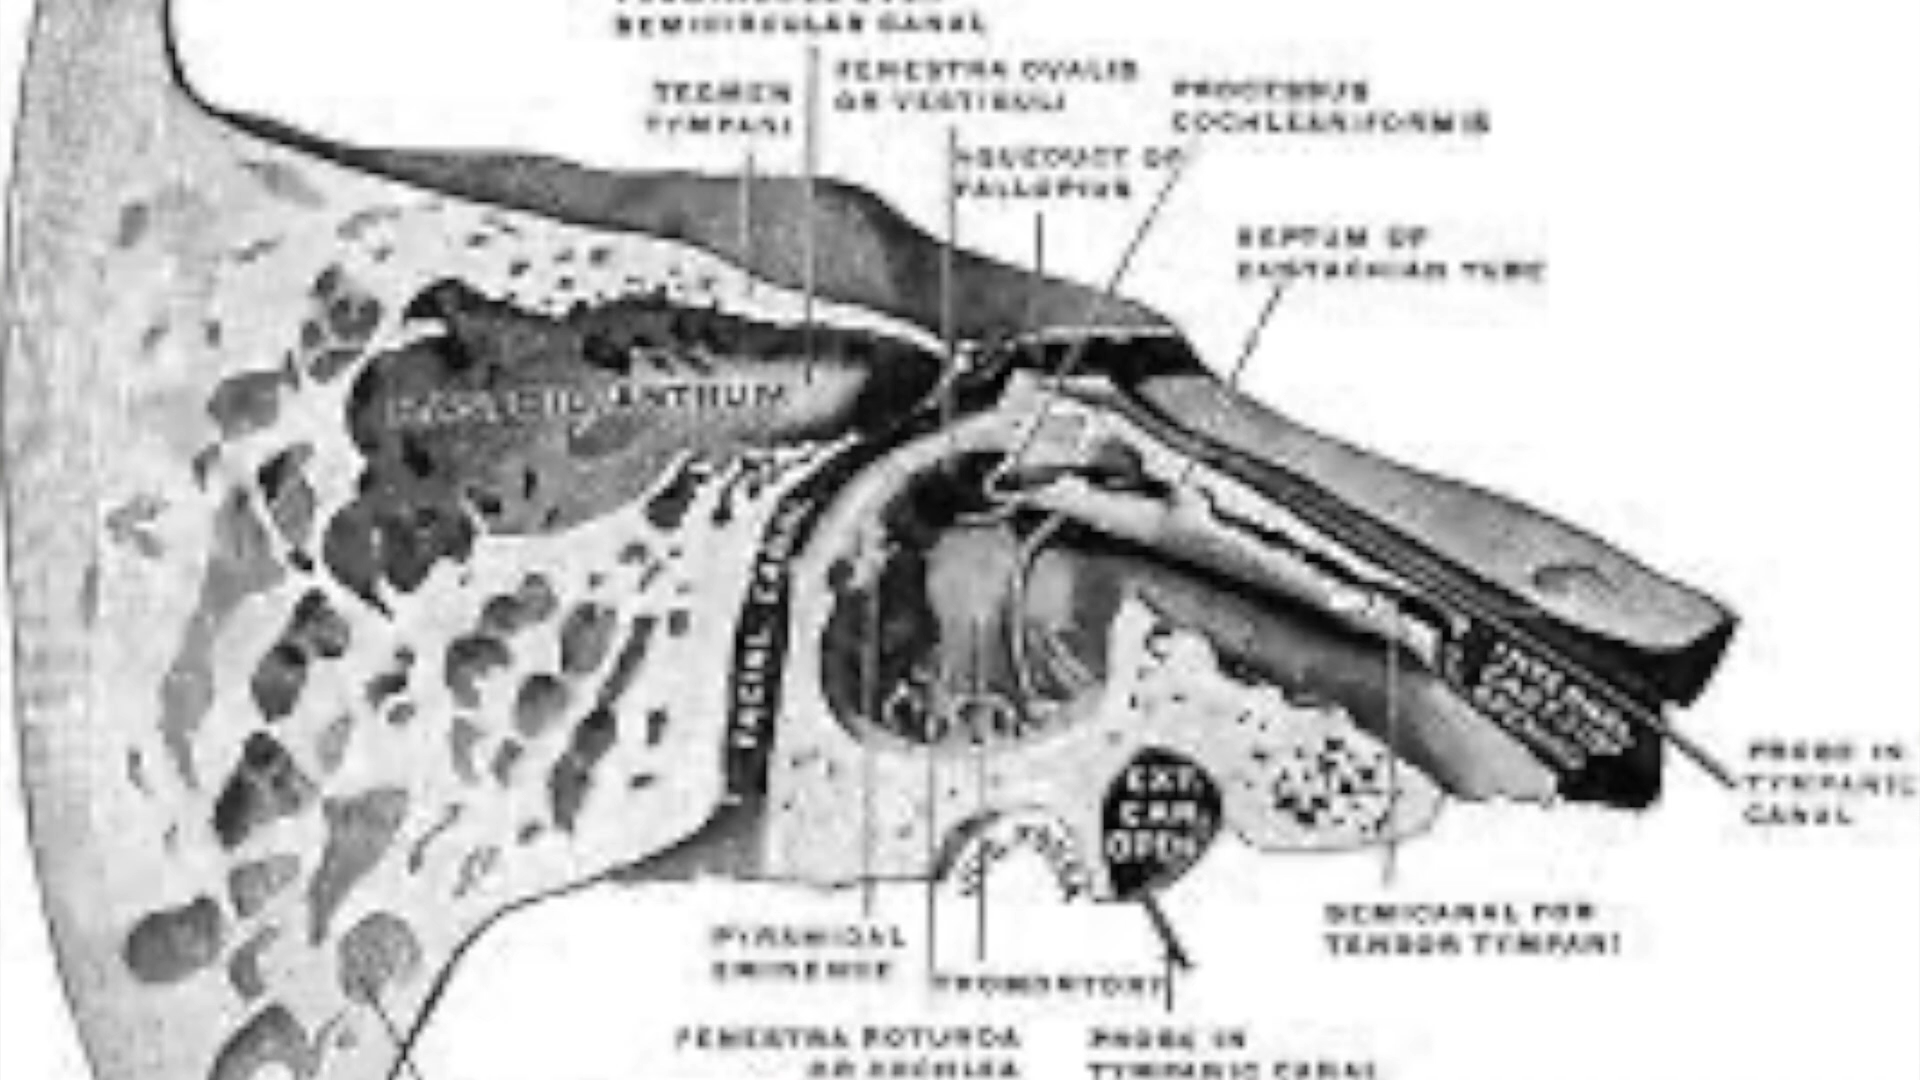 SEMICIRCULAR CANAL
FENESTRA OVALIS
OR VESTIBULI
TEGMEN
TYMPANI
PROCESSUS
COCHLEARIFORMIS
AQUEDUCT OF
FALLOPIUS
SEPTUM OF
EUSTACHIAN TUBE
ANTRUM
FACIAL CANAL
EXT.
CAR.
OPEN.
PROBE IN
TYMPANIC
CANAL
SEMICANAL FOR
TENSOR TYMPANI
PYRAMIDAL
EMINENCE
PROMONTORY
FENESTRA ROTUNDA
OR COCHLEA
PROBE IN
TYMPANIC CANAL